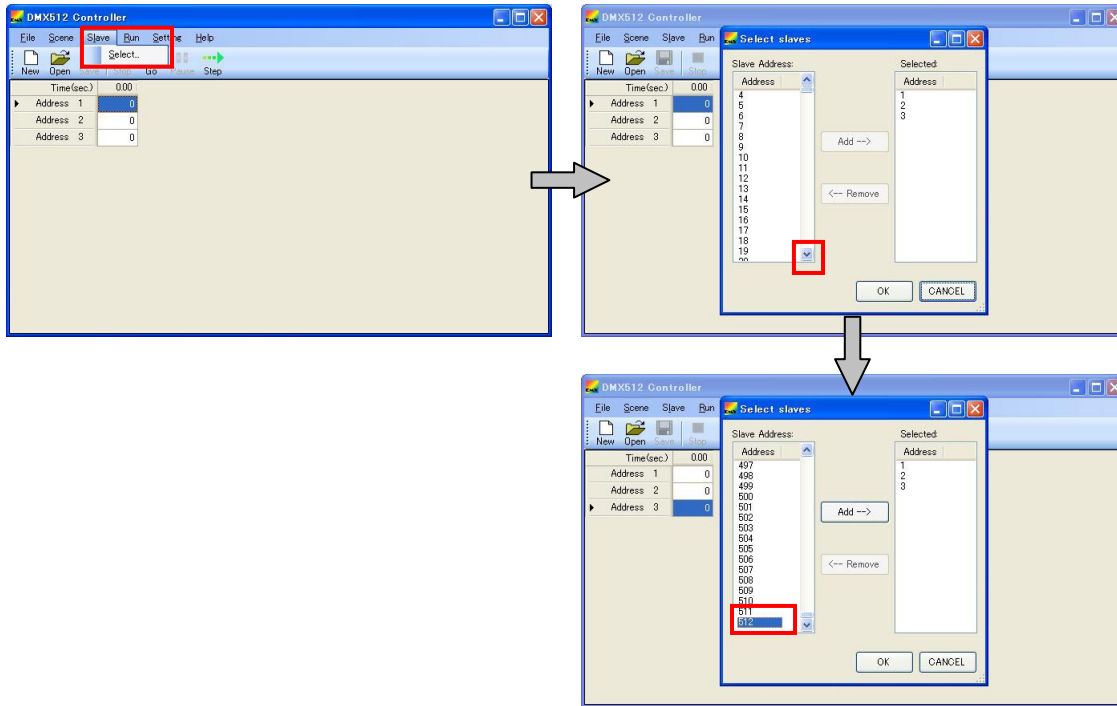 DMX512 Controller
File Scene Slave Run Setting Help
Select..
New Open Save Stop Go Pause Step
Time(sec.) 0.00
Address 1 0
Address 2 0
Address 3 0
DMX512 Controller
File Scene Slave Run
New Open Save Stop
Time(sec.) 0.00
Address 1 0
Address 2 0
Address 3 0
Select slaves
Slave Address: Selected:
Address Address
4 1
5 2
6 3
7
8
9
10
11
12
13
14
15
16
17
18
19
20
Add -->
<-- Remove
OK CANCEL
DMX512 Controller
File Scene Slave Run
New Open Save Stop
Time(sec.) 0.00
Address 1 0
Address 2 0
Address 3 0
Select slaves
Slave Address: Selected:
Address Address
497 1
498 2
499 3
500
501
502
503
504
505
506
507
508
509
510
511
512
Add -->
<-- Remove
OK CANCEL